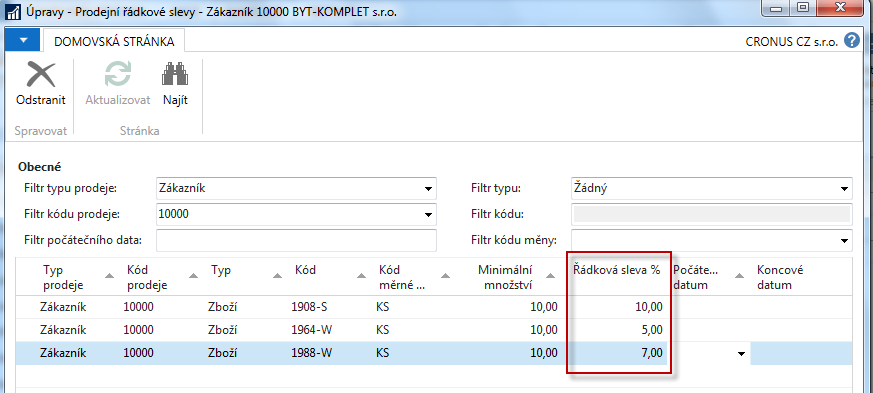 Úpravy - Prodejní řádkové slevy - Zákazník 10000 BYT-KOMPLET s.r.o.
DOMOVSKÁ STRÁNKA
CRONUS CZ s.r.o.
Odstranit Aktualizovat Najít
Spravovat Stránka
Obecné
Filtr typu prodeje: Zákazník Filtr typu: Žádný
Filtr kódu prodeje: 10000 Filtr kódu:
Filtr počátečního data: Filtr kódu měny:
Typ Kód Typ Kód Kód Minimální Řádková sleva % Počáte... Koncové
prodeje prodeje měrné ... množství datum datum
Zákazník 10000 Zboží 1908-S KS 10,00 10,00
Zákazník 10000 Zboží 1964-W KS 10,00 5,00
Zákazník 10000 Zboží 1988-W KS 10,00 7,00